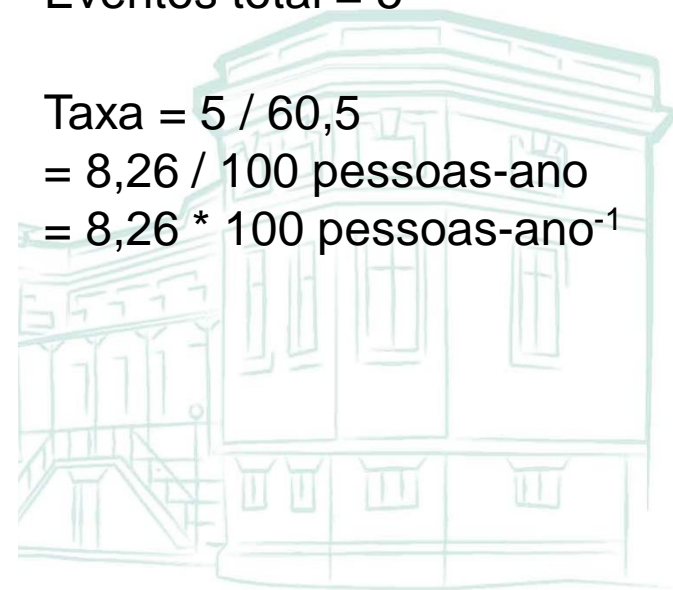 Eventos total =
Taxa = 5 / 60,5
= 8,26 / 100 pessoas-ano
= 8,26 * 100 pessoas-ano⁻¹